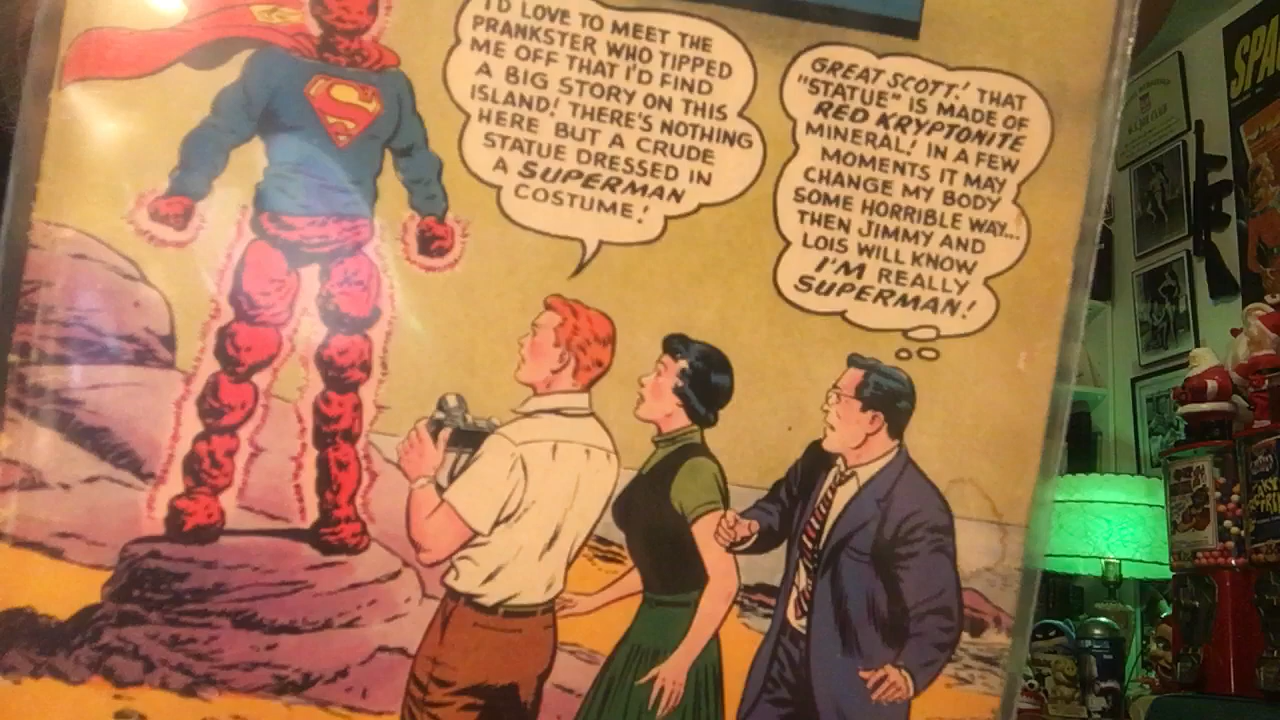 I'D LOVE TO MEET THE
PRANKSTER WHO TIPPED
ME OFF THAT I'D FIND
A BIG STORY ON THIS
ISLAND! THERE'S NOTHING
HERE BUT A CRUDE
STATUE DRESSED IN
A SUPERMAN
COSTUME!
GREAT SCOTT! THAT
"STATUE" IS MADE OF
RED KRYPTONITE
MINERAL! IN A FEW
MOMENTS IT MAY
CHANGE MY BODY
SOME HORRIBLE WAY...
THEN JIMMY AND
LOIS WILL KNOW
I'M REALLY
SUPERMAN!
S
SPA